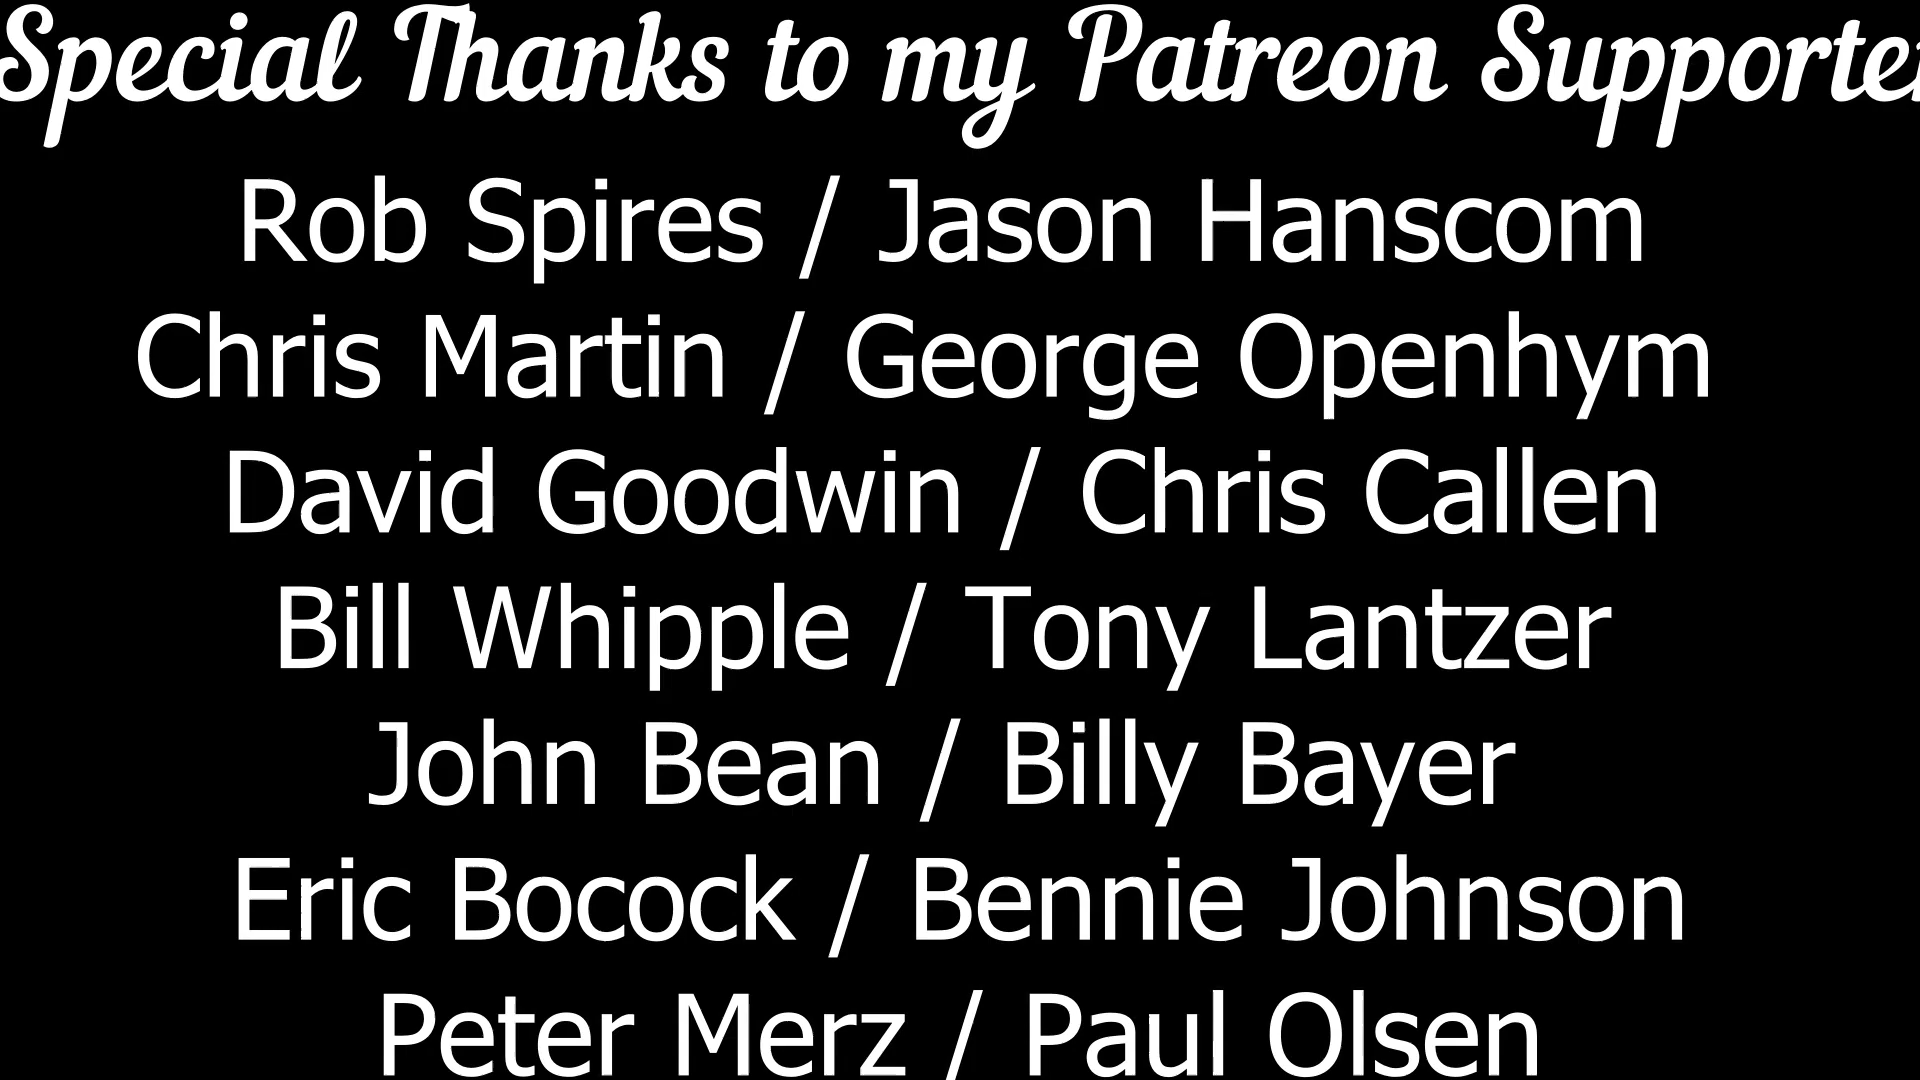 Special Thanks to my Patreon Supporter
Rob Spires / Jason Hanscom
Chris Martin / George Openhym
David Goodwin / Chris Callen
Bill Whipple / Tony Lantzer
John Bean / Billy Bayer
Eric Bocock / Bennie Johnson
Peter Merz / Paul Olsen